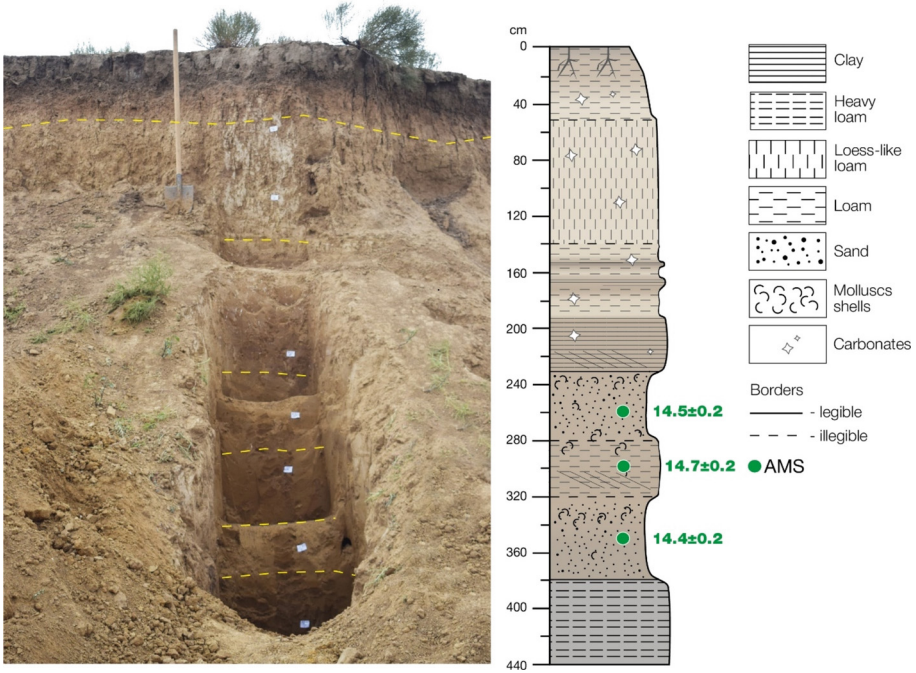 cm
0
40
80
120
160
200
240
280
320
360
400
440
14.5±0.2
14.7±0.2
14.4±0.2
Clay
Heavy
loam
Loess-like
loam
Loam
Sand
Molluscs
shells
Carbonates
Borders
- legible
- illegible
AMS